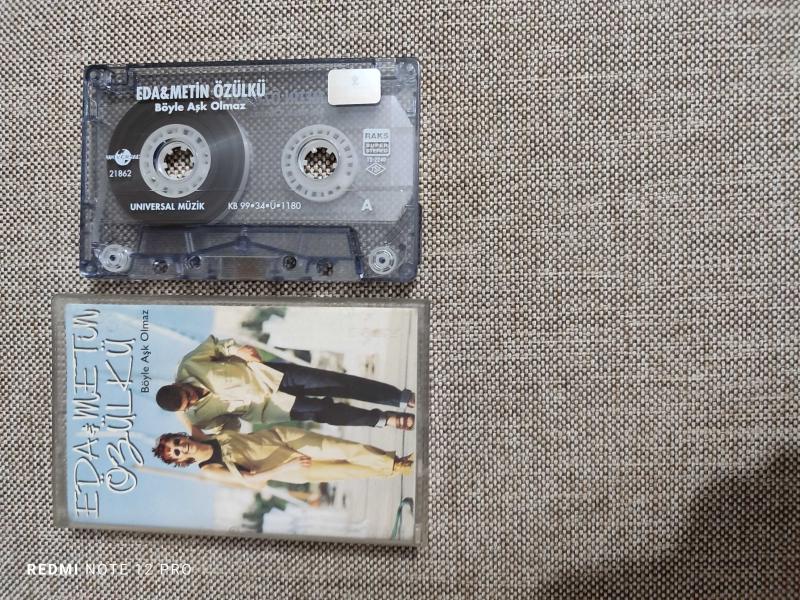 EDA&METİN ÖZÜLKÜ
Böyle Aşk Olmaz
RAKS
SUPER
STEREO
21862
UNIVERSAL MÜZİK
KB 99•34•Ü•1180
A
EDA & METİN
ÖZÜLKÜ
Böyle Aşk Olmaz
REDMI NOTE 12 PRO